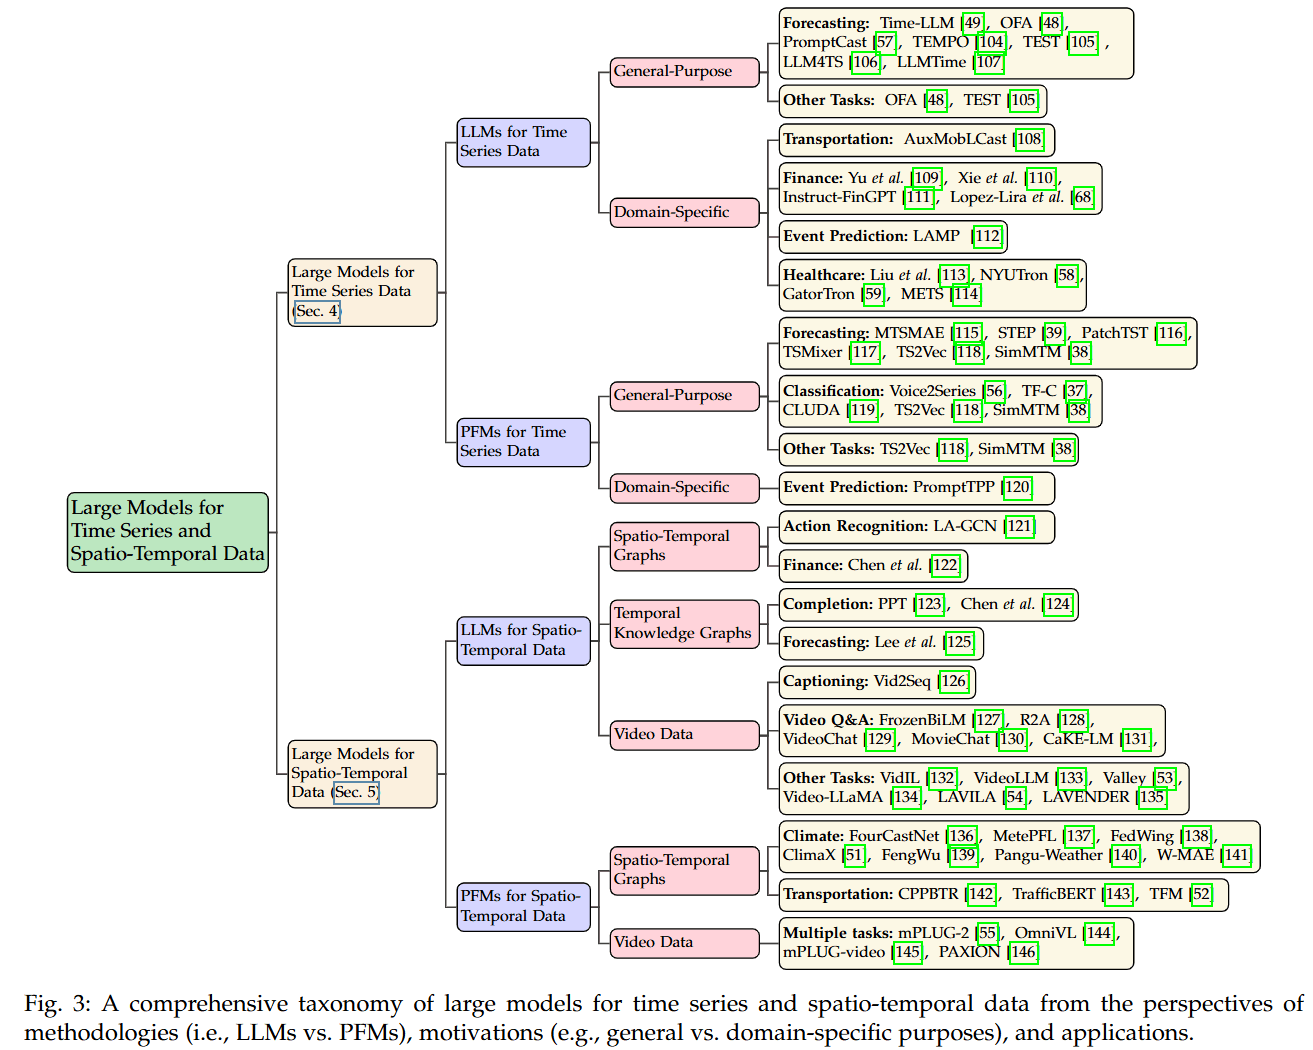 Large Models for
Time Series and
Spatio-Temporal Data
Large Models for
Time Series Data
(Sec. 4)
LLMs for Time
Series Data
General-Purpose
Forecasting: Time-LLM [49], OFA [48],
PromptCast [57], TEMPO [104], TEST [105] ,
LLM4TS [106], LLMTime [107]
Other Tasks: OFA [48], TEST [105]
Domain-Specific
Transportation: AuxMobLCast [108]
Finance: Yu et al. [109], Xie et al. [110],
Instruct-FinGPT [111], Lopez-Lira et al. [68]
Event Prediction: LAMP [112]
Healthcare: Liu et al. [113], NYUTron [58],
GatorTron [59], METS [114]
PFMs for Time
Series Data
General-Purpose
Forecasting: MTSMAE [115], STEP [39], PatchTST [116],
TSMixer [117], TS2Vec [118], SimMTM [38]
Classification: Voice2Series [56], TF-C [37],
CLUDA [119], TS2Vec [118], SimMTM [38]
Other Tasks: TS2Vec [118], SimMTM [38]
Domain-Specific
Event Prediction: PromptTPP [120]
Large Models for
Spatio-Temporal
Data (Sec. 5)
LLMs for Spatio-
Temporal Data
Spatio-Temporal
Graphs
Action Recognition: LA-GCN [121]
Finance: Chen et al. [122]
Temporal
Knowledge Graphs
Completion: PPT [123], Chen et al. [124]
Forecasting: Lee et al. [125]
Video Data
Captioning: Vid2Seq [126]
Video Q&A: FrozenBiLM [127], R2A [128],
VideoChat [129], MovieChat [130], CaKE-LM [131],
Other Tasks: VidIL [132], VideoLLM [133], Valley [53],
Video-LLaMA [134], LAVILA [54], LAVENDER [135]
PFMs for Spatio-
Temporal Data
Spatio-Temporal
Graphs
Climate: FourCastNet [136], MetePFL [137], FedWing [138],
ClimaX [51], FengWu [139], Pangu-Weather [140], W-MAE [141]
Transportation: CPPBTR [142], TrafficBERT [143], TFM [52]
Video Data
Multiple tasks: mPLUG-2 [55], OmniVL [144],
mPLUG-video [145], PAXION [146]
Fig. 3: A comprehensive taxonomy of large models for time series and spatio-temporal data from the perspectives of
methodologies (i.e., LLMs vs. PFMs), motivations (e.g., general vs. domain-specific purposes), and applications.